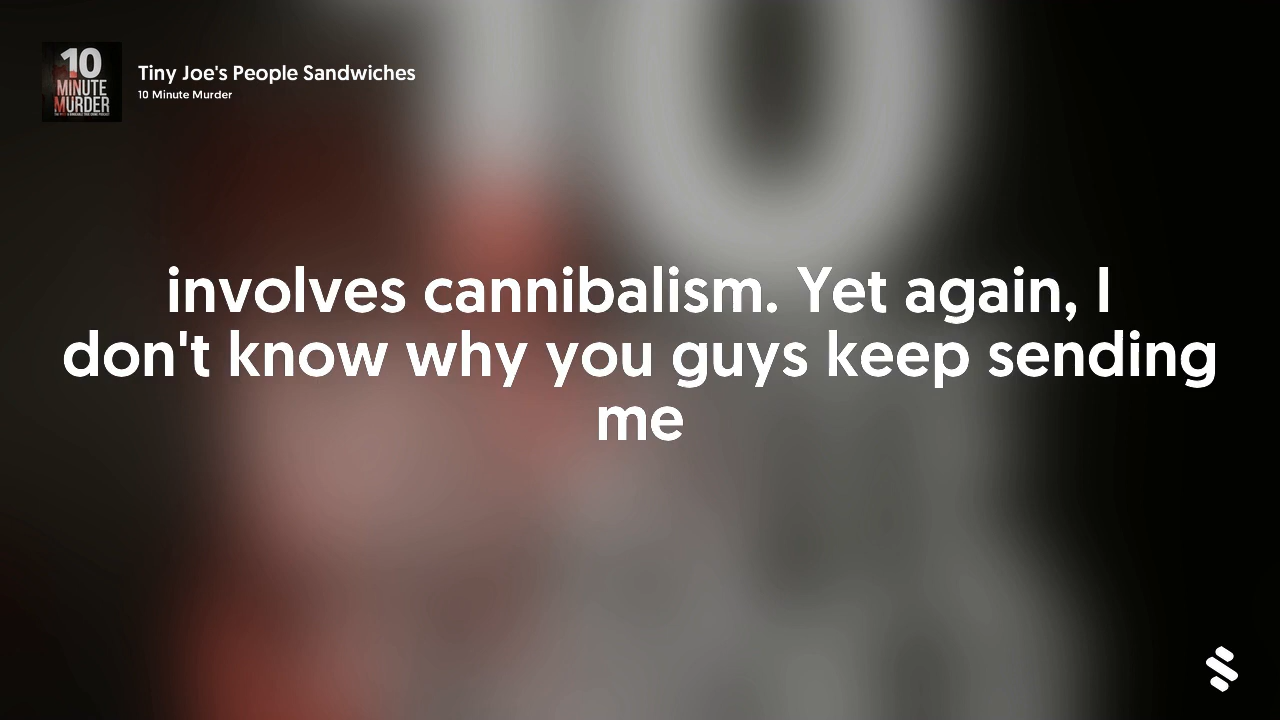 10
MINUTE
MURDER
Tiny Joe's People Sandwiches
10 Minute Murder
involves cannibalism. Yet again, I
don't know why you guys keep sending
me